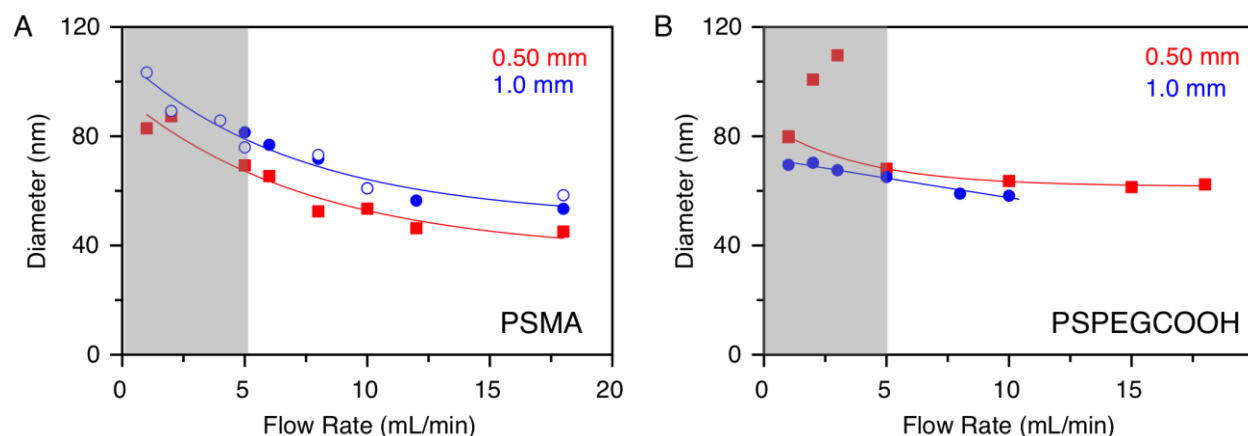 A
120
80
40
0
Diameter (nm)
0.50 mm
1.0 mm
PSMA
0 5 10 15 20
Flow Rate (mL/min)
B
120
80
40
0
Diameter (nm)
0.50 mm
1.0 mm
PSPEGCOOH
0 5 10 15
Flow Rate (mL/min)